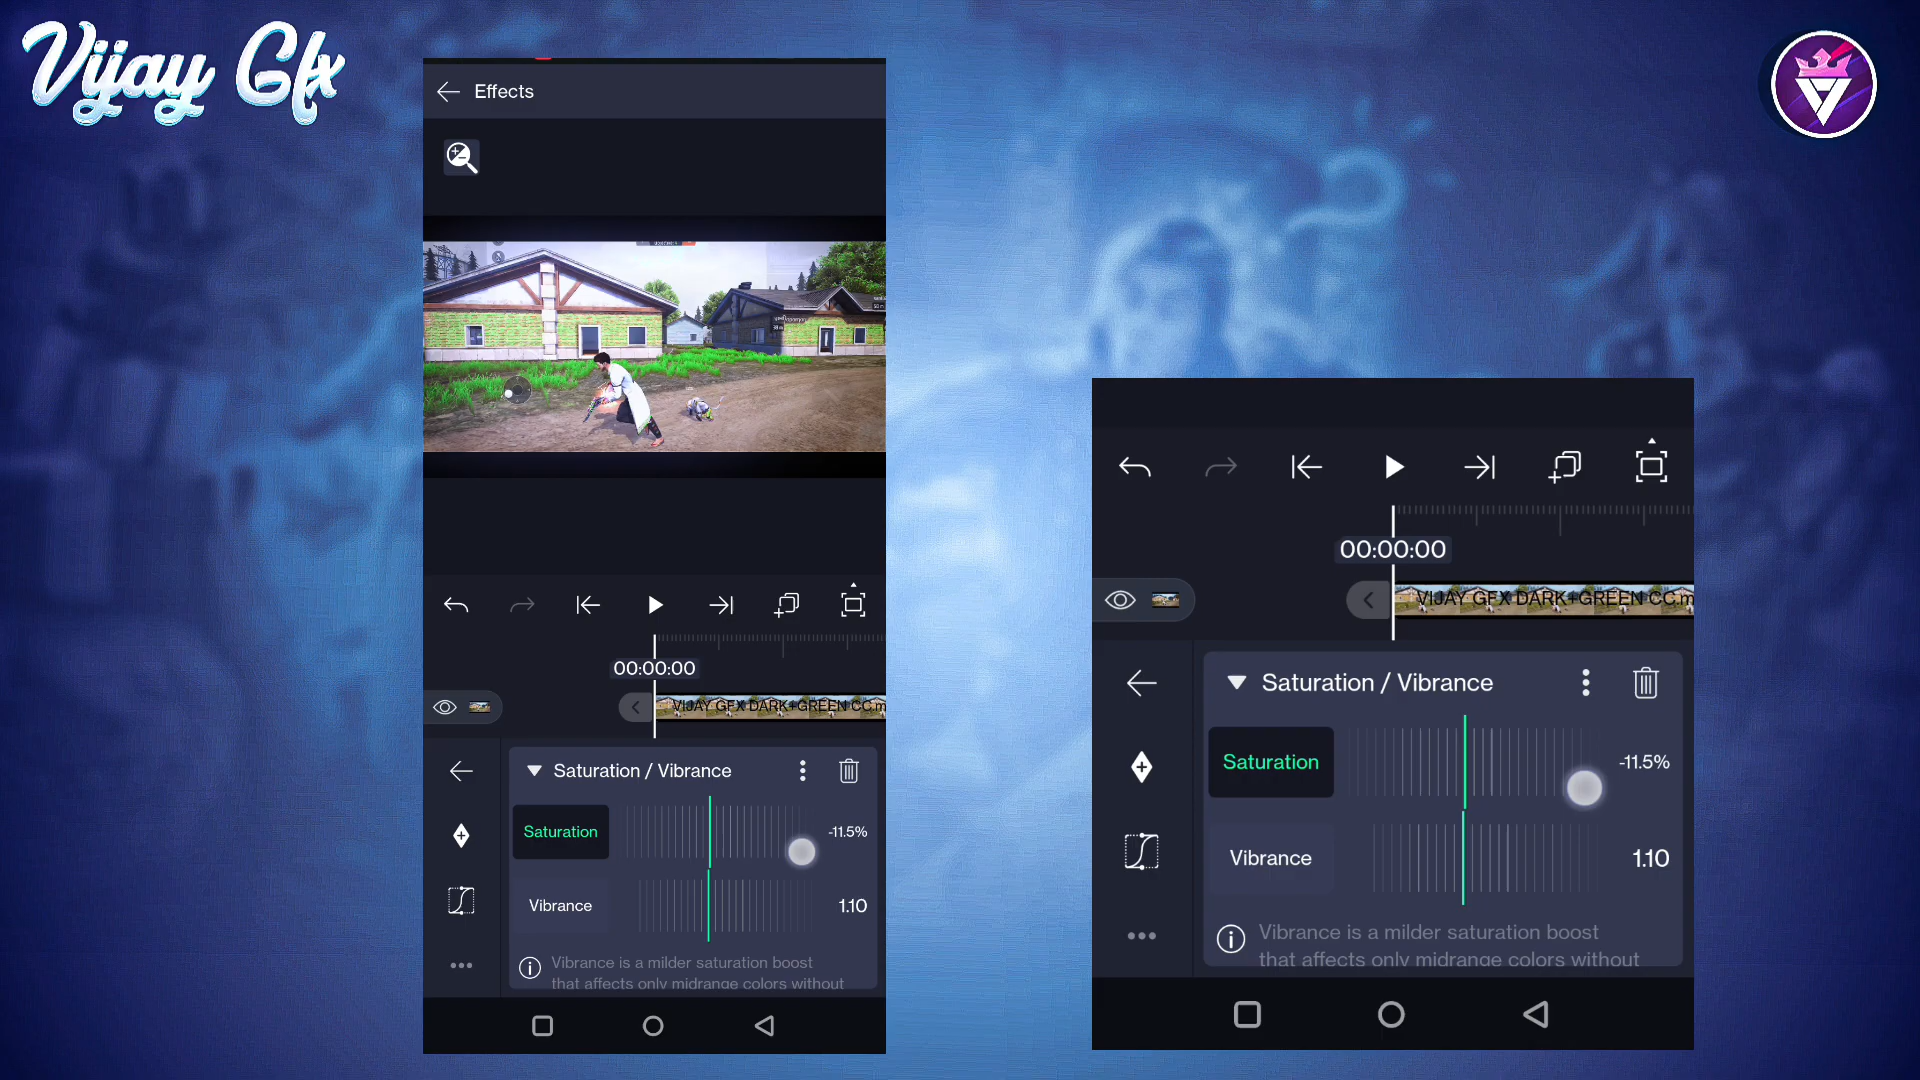 Vijay Gfx
Effects
00:00:00
VIJAY GFX DARK+GREEN CC.m
Saturation / Vibrance
Saturation
-11.5%
Vibrance
1.10
Vibrance is a milder saturation boost
that affects only midrange colors without
00:00:00
VIJAY GFX DARK+GREEN CC.m
Saturation / Vibrance
Saturation
-11.5%
Vibrance
1.10
Vibrance is a milder saturation boost
that affects only midrange colors without